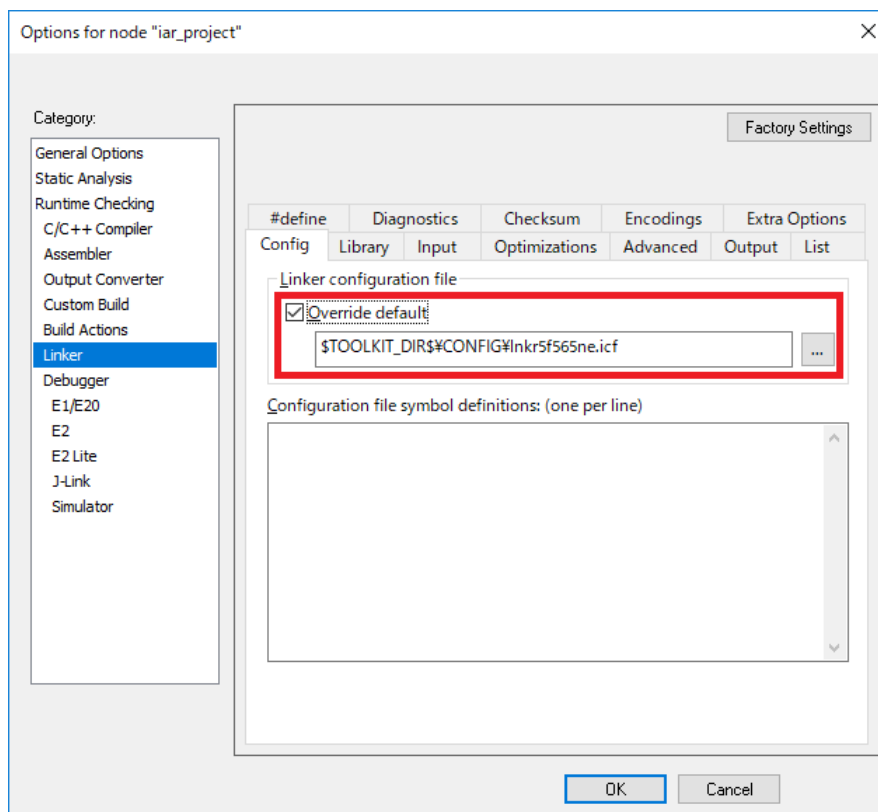 Options for node "iar_project"
Category:
General Options
Static Analysis
Runtime Checking
C/C++ Compiler
Assembler
Output Converter
Custom Build
Build Actions
Linker
Debugger
E1/E20
E2
E2 Lite
J-Link
Simulator
Factory Settings
#define Diagnostics Checksum Encodings Extra Options
Config Library Input Optimizations Advanced Output List
Linker configuration file
Override default
$TOOLKIT_DIR$¥CONFIG¥lnkr5f565ne.icf
...
Configuration file symbol definitions: (one per line)
OK Cancel